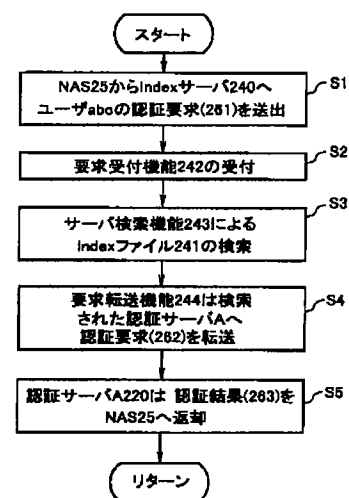 スタート
S1
NAS25からIndexサーバ240へ
ユーザabcの認証要求(261)を送出
S2
要求受付機能242の受付
S3
サーバ検索機能243による
Indexファイル241の検索
S4
要求転送機能244は検索
された認証サーバAへ
認証要求(262)を転送
S5
認証サーバA220は 認証結果(263)を
NAS25へ返却
リターン